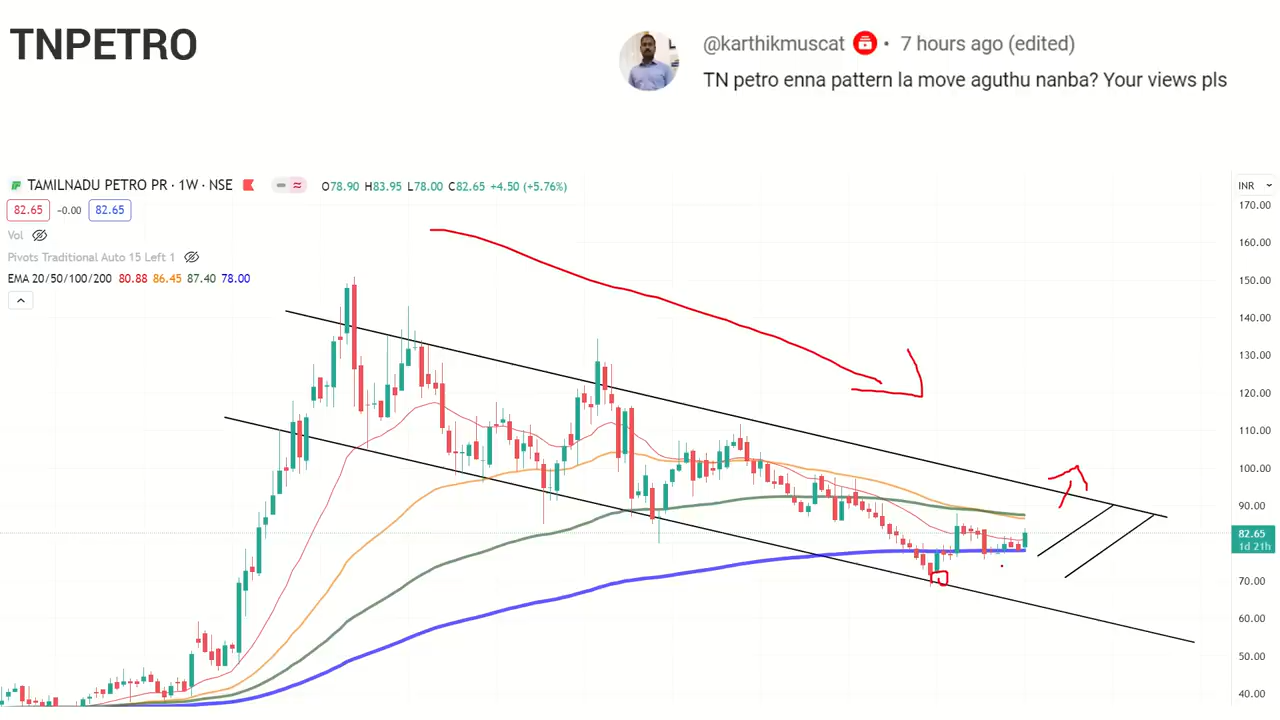 TNPETRO
@karthikmuscat • 7 hours ago (edited)
TN petro enna pattern la move aguthu nanba? Your views pls
TAMILNADU PETRO PR · 1W · NSE O78.90 H83.95 L78.00 C82.65 +4.50 (+5.76%)
INR
82.65 -0.00 82.65
Vol
Pivots Traditional Auto 15 Left 1
EMA 20/50/100/200 80.88 86.45 87.40 78.00
170.00
160.00
150.00
140.00
130.00
120.00
110.00
100.00
90.00
82.65
1d 21h
70.00
60.00
50.00
40.00